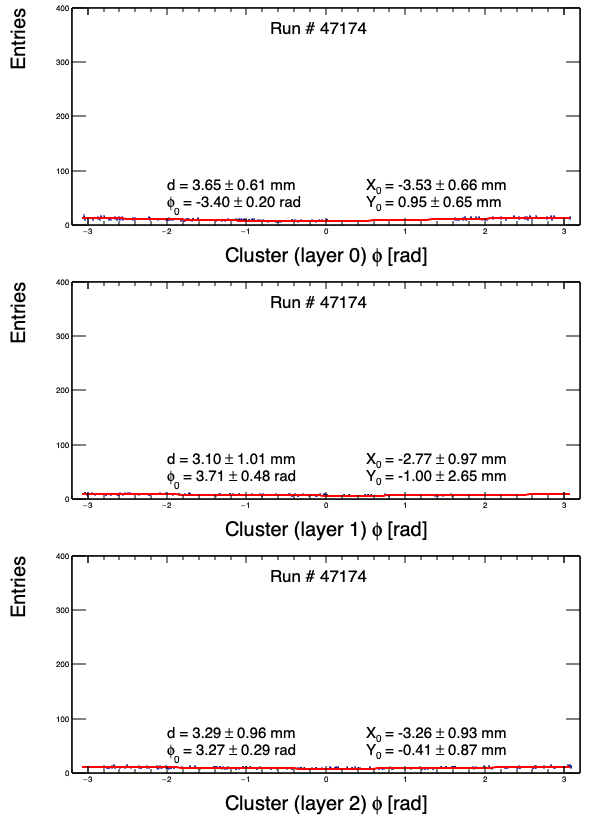 400
300
200
100
0
Entries
Run # 47174
d = 3.65 ± 0.61 mm X₀ = -3.53 ± 0.66 mm
ϕ₀ = -3.40 ± 0.20 rad Y₀ = 0.95 ± 0.65 mm
−3 −2 −1 0 1 2 3
Cluster (layer 0) ϕ [rad]
400
300
200
100
0
Entries
Run # 47174
d = 3.10 ± 1.01 mm X₀ = -2.77 ± 0.97 mm
ϕ₀ = 3.71 ± 0.48 rad Y₀ = -1.00 ± 2.65 mm
−3 −2 −1 0 1 2 3
Cluster (layer 1) ϕ [rad]
400
300
200
100
0
Entries
Run # 47174
d = 3.29 ± 0.96 mm X₀ = -3.26 ± 0.93 mm
ϕ₀ = 3.27 ± 0.29 rad Y₀ = -0.41 ± 0.87 mm
−3 −2 −1 0 1 2 3
Cluster (layer 2) ϕ [rad]